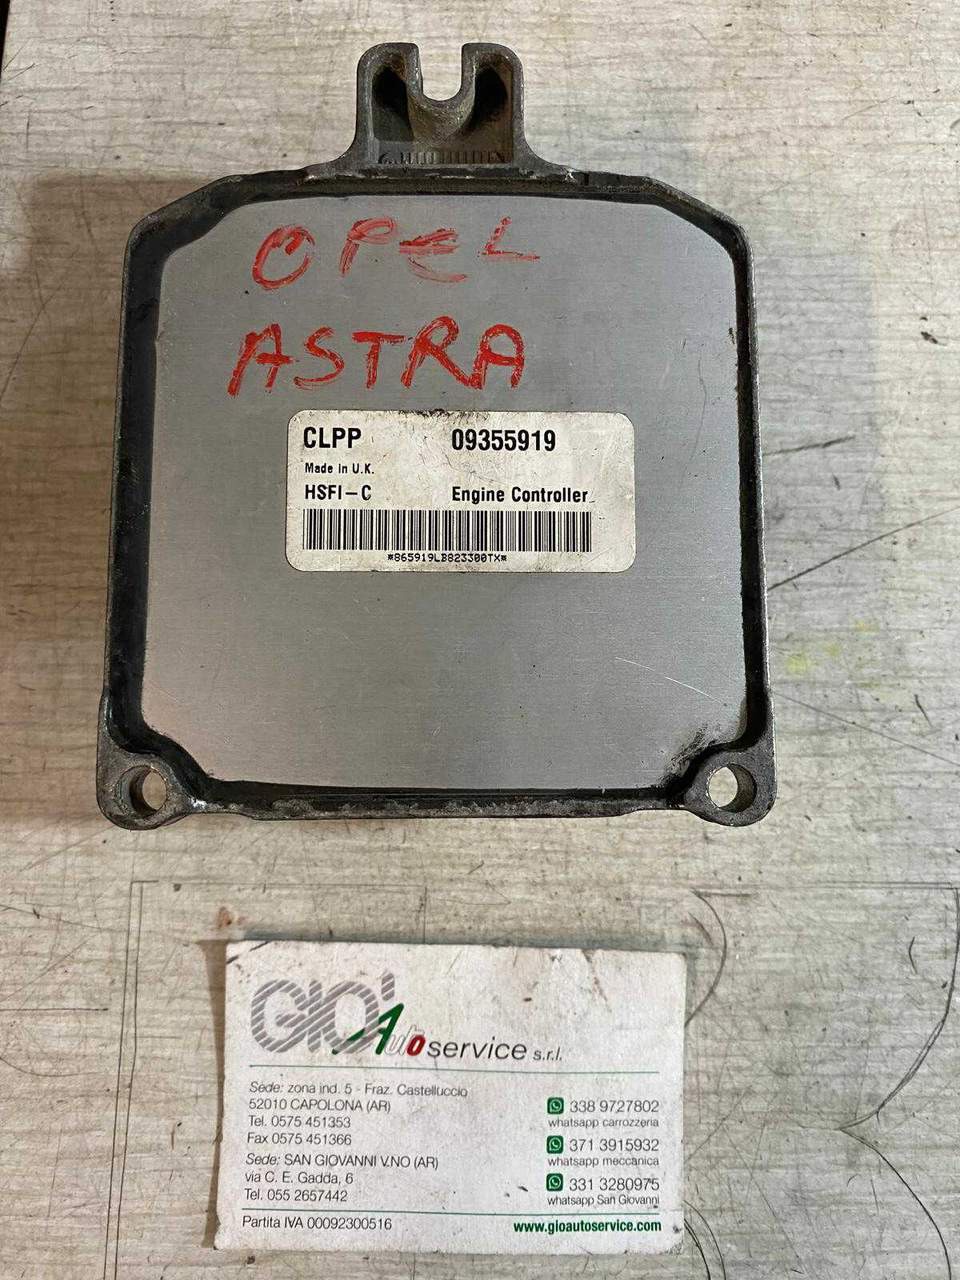 OPEL
ASTRA
CLPP 09355919
Made in U.K.
HSFI-C Engine Controller
*865919LB823300TX*
GIO' Auto service s.r.l.
Sede: zona ind. 5 - Fraz. Castelluccio
52010 CAPOLONA (AR)
Tel. 0575 451353
Fax 0575 451366
Sede: SAN GIOVANNI V.NO (AR)
via C. E. Gadda, 6
Tel. 055 2657442
338 9727802
whatsapp carrozzeria
371 3915932
whatsapp meccanica
331 3280975
whatsapp San Giovanni
Partita IVA 00092300516 www.gioautoservice.com